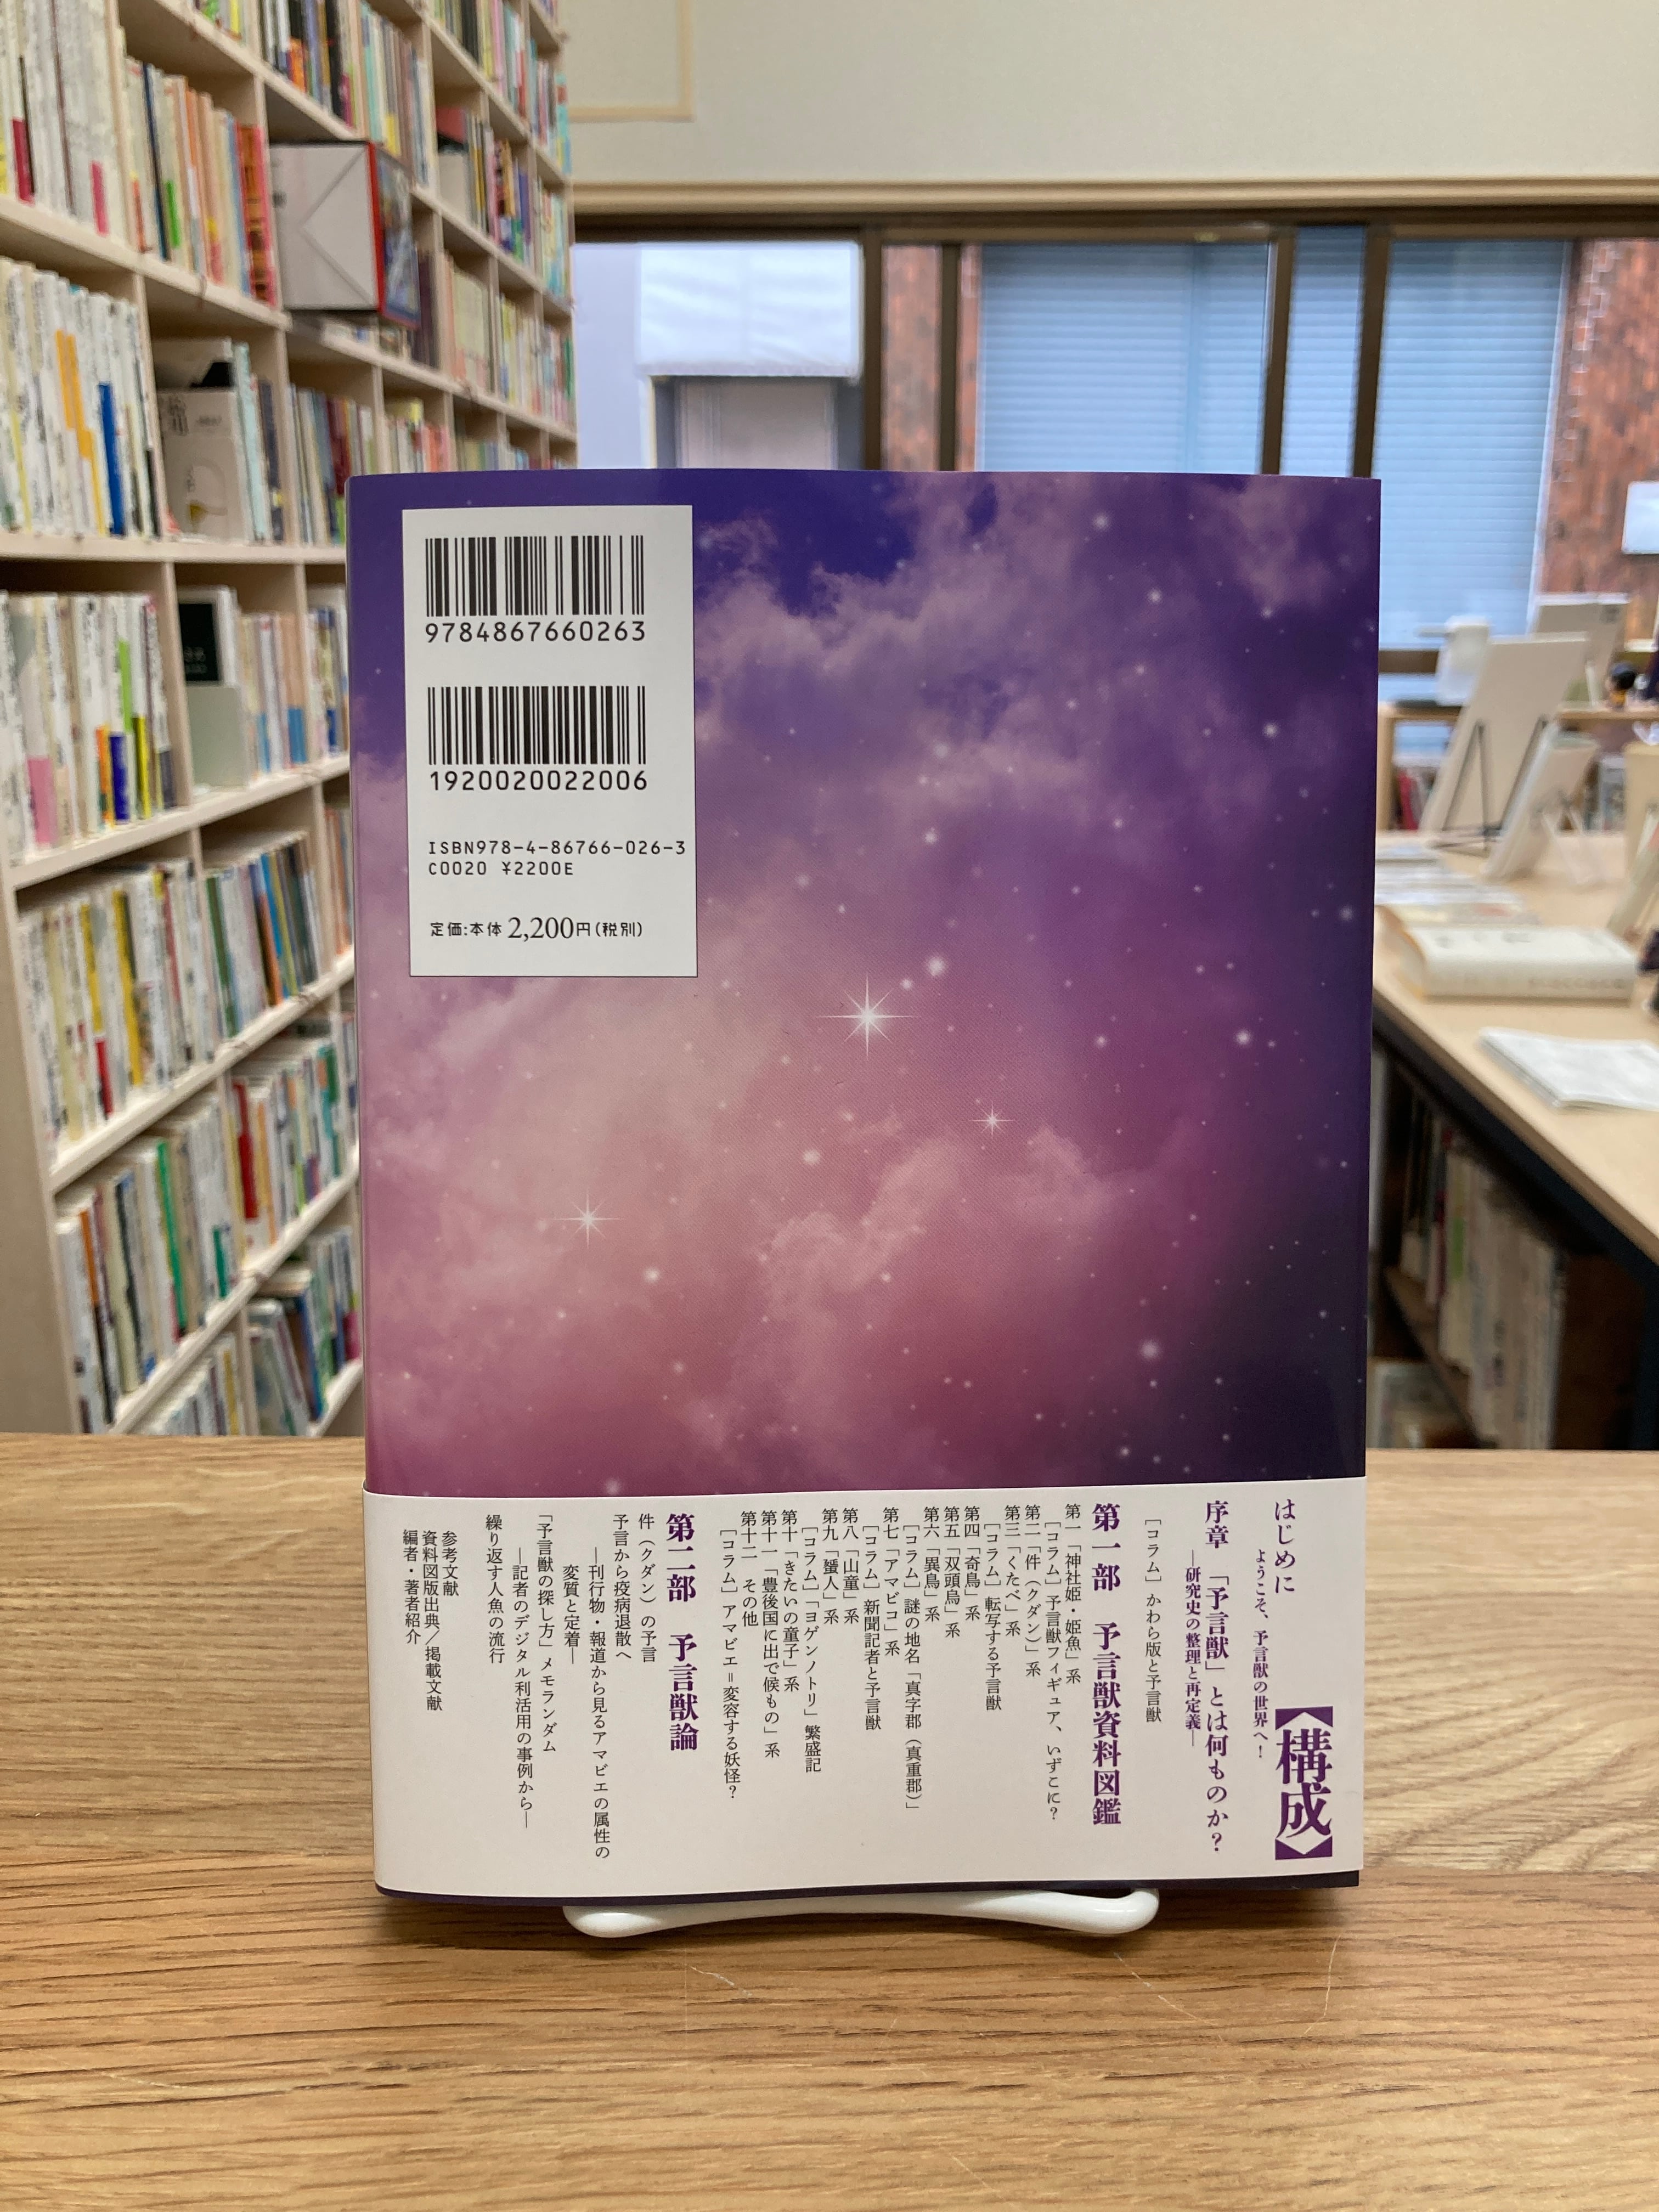 9784867660263
1920020022006
ISBN978-4-86766-026-3
C0020 ¥2200E
定価:本体2,200円(税別)
【構成】
はじめに
ようこそ、予言獣の世界へ!
序章 「予言獣」とは何ものか?
―研究史の整理と再定義―
[コラム] かわら版と予言獣
第一部 予言獣資料図鑑
第一「神社姫・姫魚」系
[コラム]予言獣フィギュア、いずこに?
第二「件(クダン)」系
第三「くたべ」系
[コラム]転写する予言獣
第四「奇鳥」系
第五「双頭烏」系
第六「異鳥」系
[コラム]謎の地名「真字郡(真重郡)」
第七「アマビコ」系
[コラム]新聞記者と予言獣
第八「山童」系
第九「蜑人」系
[コラム]「ヨゲンノトリ」繁盛記
第十「きたいの童子」系
第十一「豊後国に出で候もの」系
第十二 その他
[コラム]アマビエ=変容する妖怪?
第二部 予言獣論
件(クダン)の予言
予言から疫病退散へ
―刊行物・報道から見るアマビエの属性の
変質と定着―
「予言獣の探し方」メモランダム
―記者のデジタル利活用の事例から―
繰り返す人魚の流行
参考文献
資料図版出典/掲載文献
編者・著者紹介